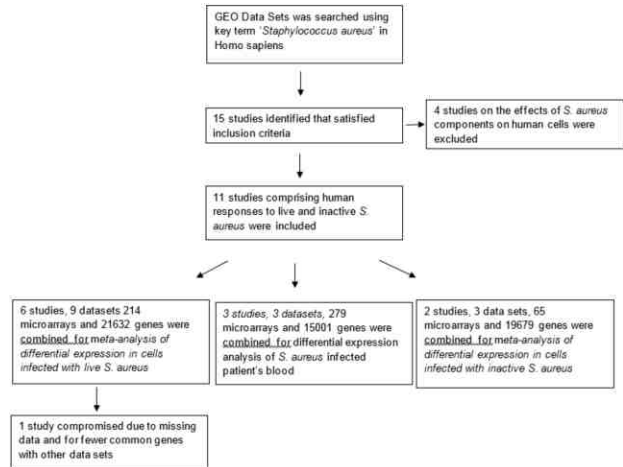 GEO Data Sets was searched using
key term 'Staphylococcus aureus' in
Homo sapiens
15 studies identified that satisfied
inclusion criteria
4 studies on the effects of S. aureus
components on human cells were
excluded
11 studies comprising human
responses to live and inactive S.
aureus were included
6 studies, 9 datasets 214
microarrays and 21632 genes were
combined for meta-analysis of
differential expression in cells
infected with live S. aureus
3 studies, 3 datasets, 279
microarrays and 15001 genes were
combined for differential expression
analysis of S. aureus infected
patient's blood
2 studies, 3 data sets, 65
microarrays and 19679 genes were
combined for meta-analysis of
differential expression in cells
infected with inactive S. aureus
1 study compromised due to missing
data and for fewer common genes
with other data sets